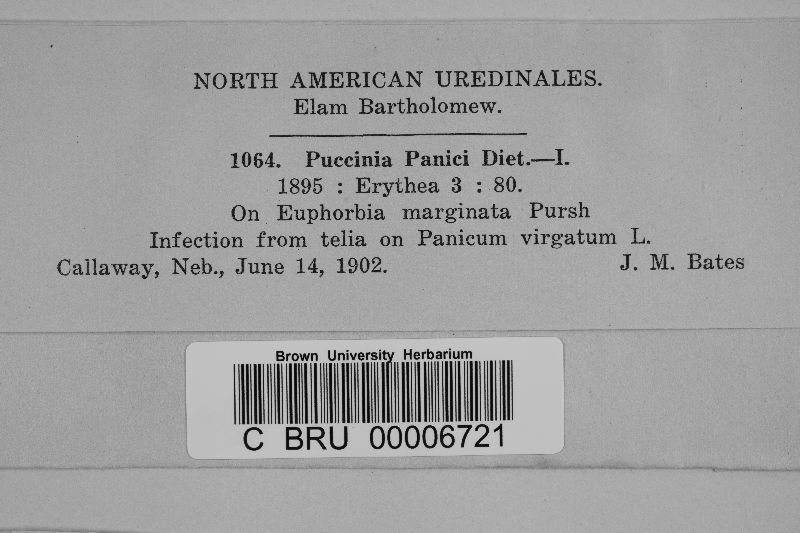 NORTH AMERICAN UREDINALES.
Elam Bartholomew.
1064. Puccinia Panici Diet.—I.
1895 : Erythea 3 : 80.
On Euphorbia marginata Pursh
Infection from telia on Panicum virgatum L.
Callaway, Neb., June 14, 1902. J. M. Bates
Brown University Herbarium
C BRU 00006721